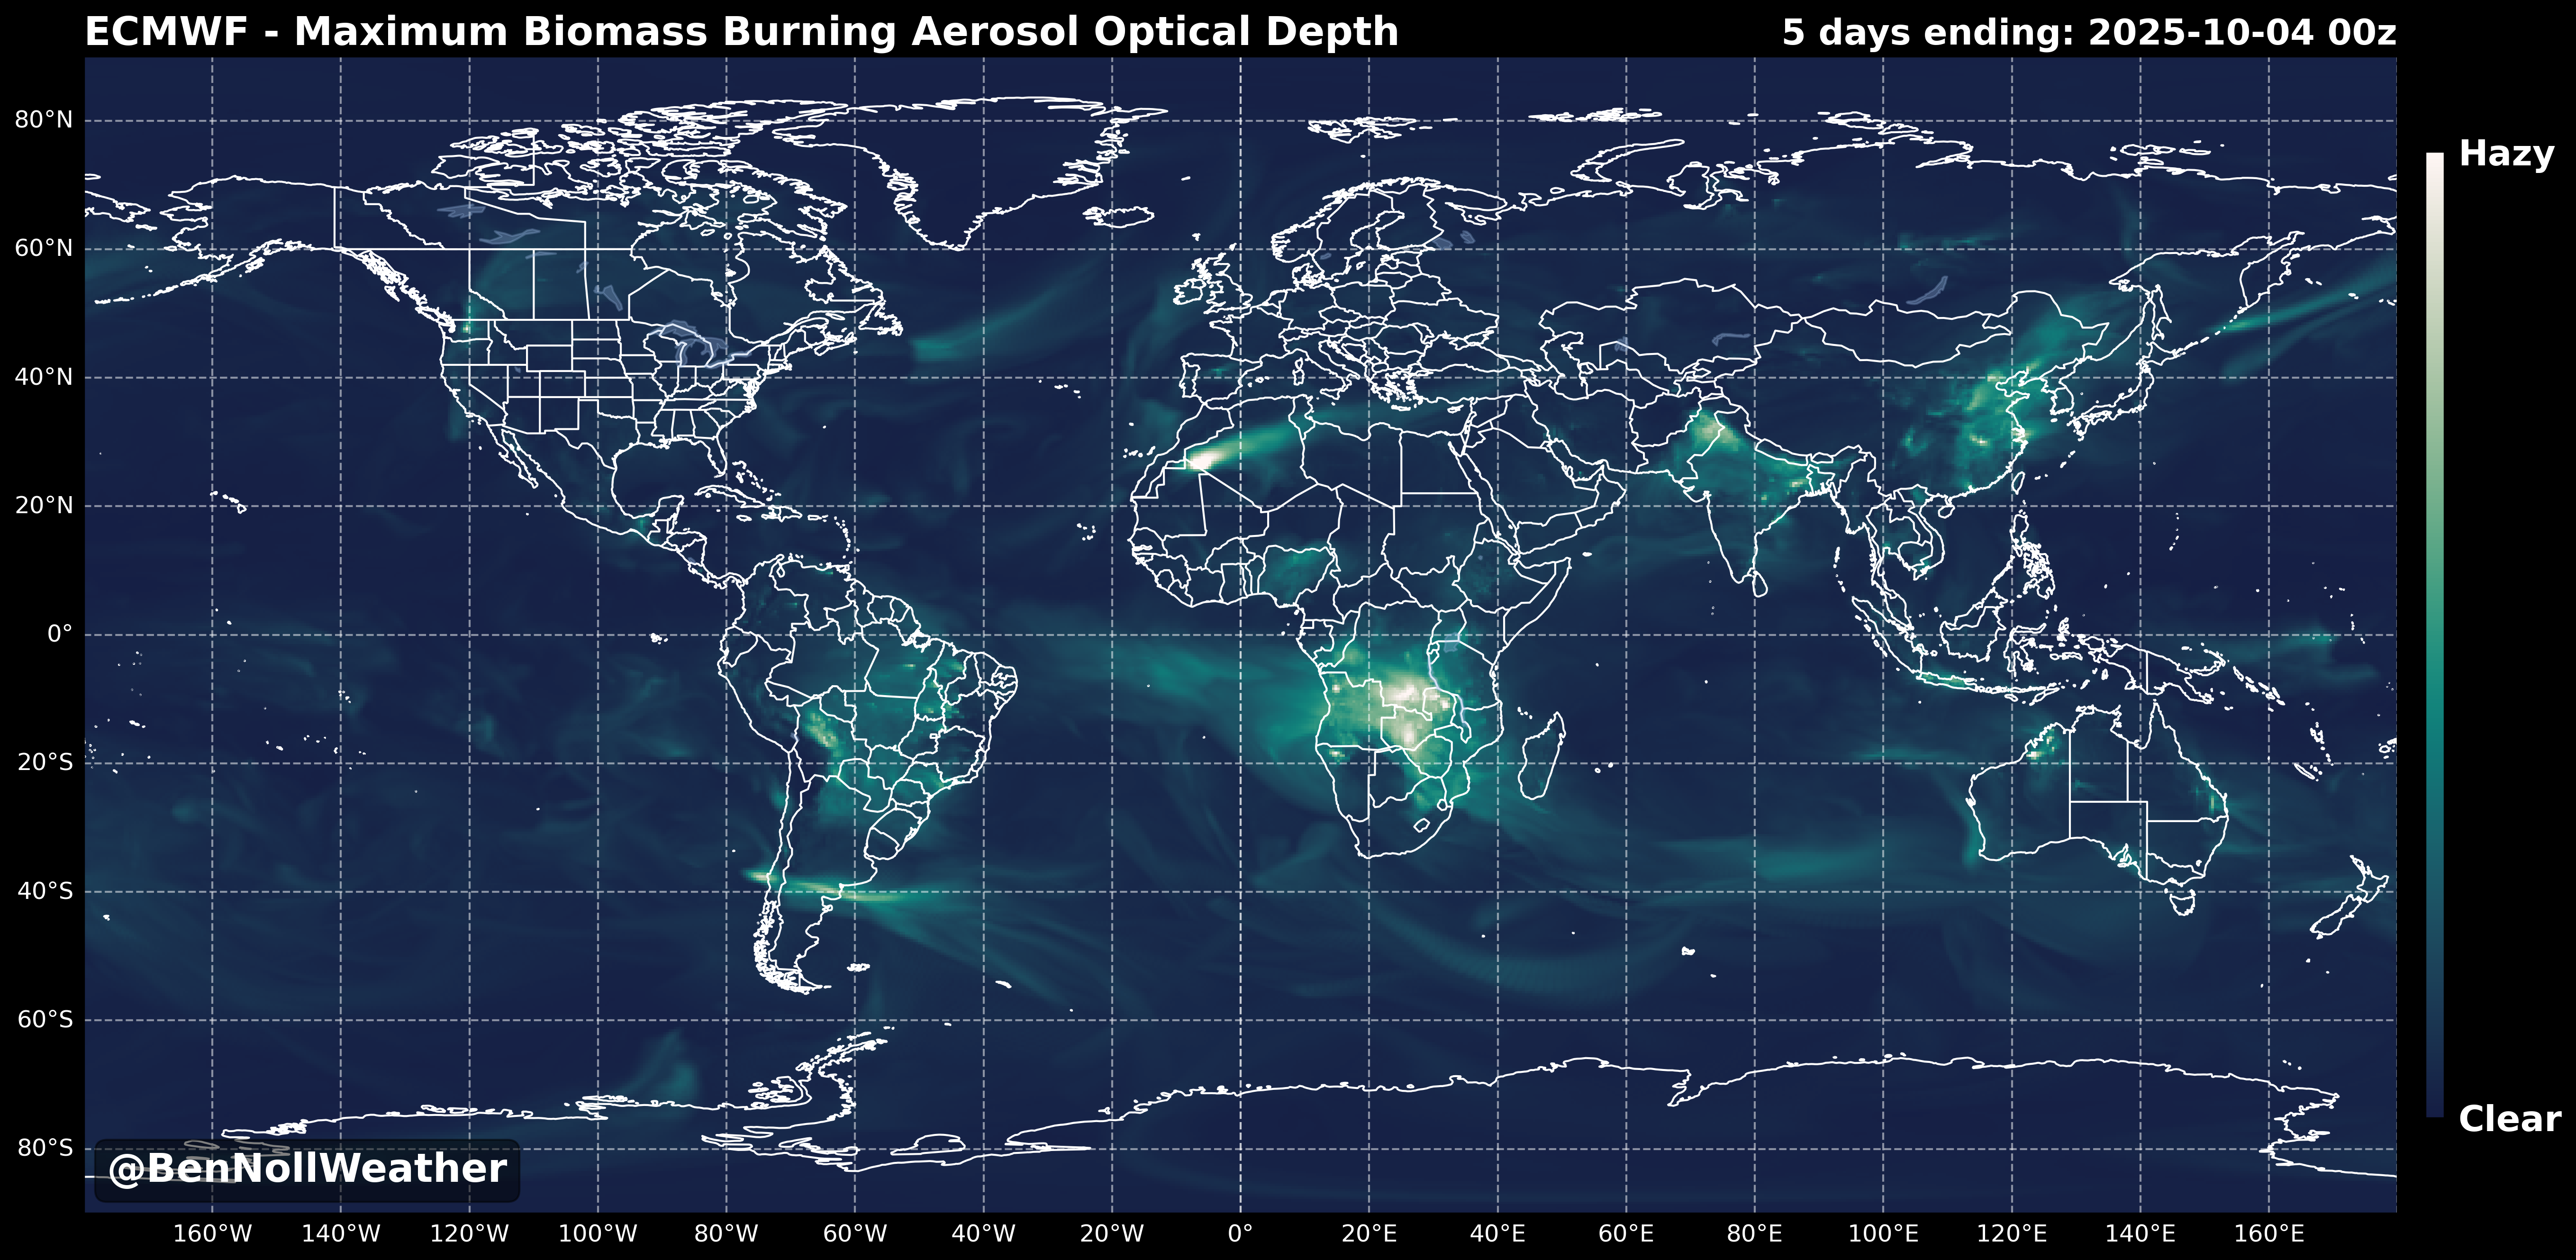 ECMWF - Maximum Biomass Burning Aerosol Optical Depth
5 days ending: 2025-10-04 00z
Hazy
80°N
60°N
40°N
20°N
0°
20°S
40°S
60°S
80°S
Clear
@BenNollWeather
160°W 140°W 120°W 100°W 80°W 60°W 40°W 20°W 0° 20°E 40°E 60°E 80°E 100°E 120°E 140°E 160°E